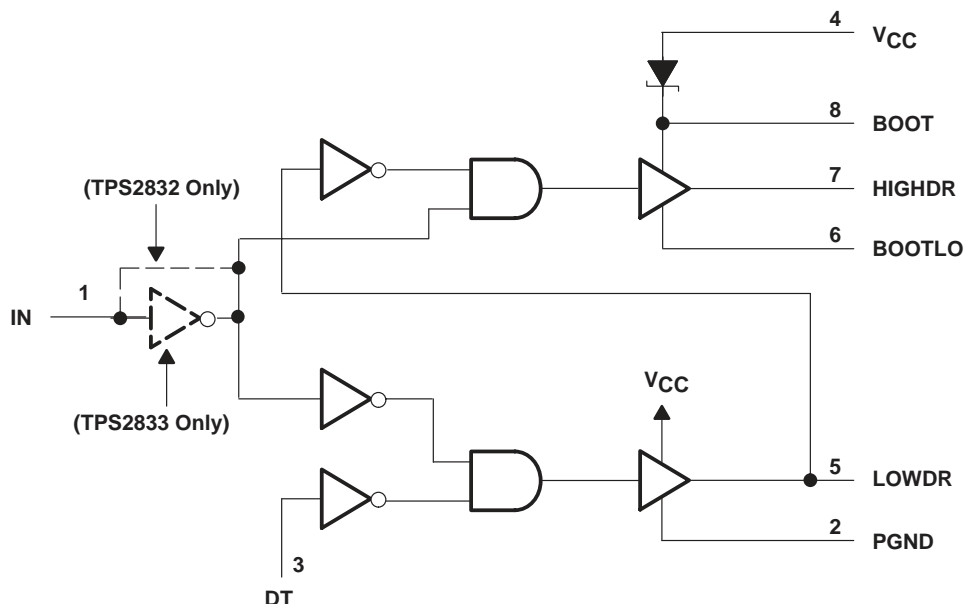 4
VCC
8
BOOT
(TPS2832 Only)
7
HIGHDR
6
BOOTLO
1
IN
VCC
(TPS2833 Only)
5
LOWDR
2
PGND
3
DT